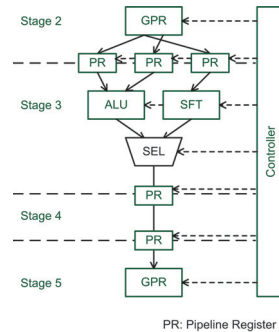 Stage 2
GPR
PR PR PR
Stage 3
ALU SFT
SEL
PR
Stage 4
PR
Stage 5
GPR
Controller
PR: Pipeline Register